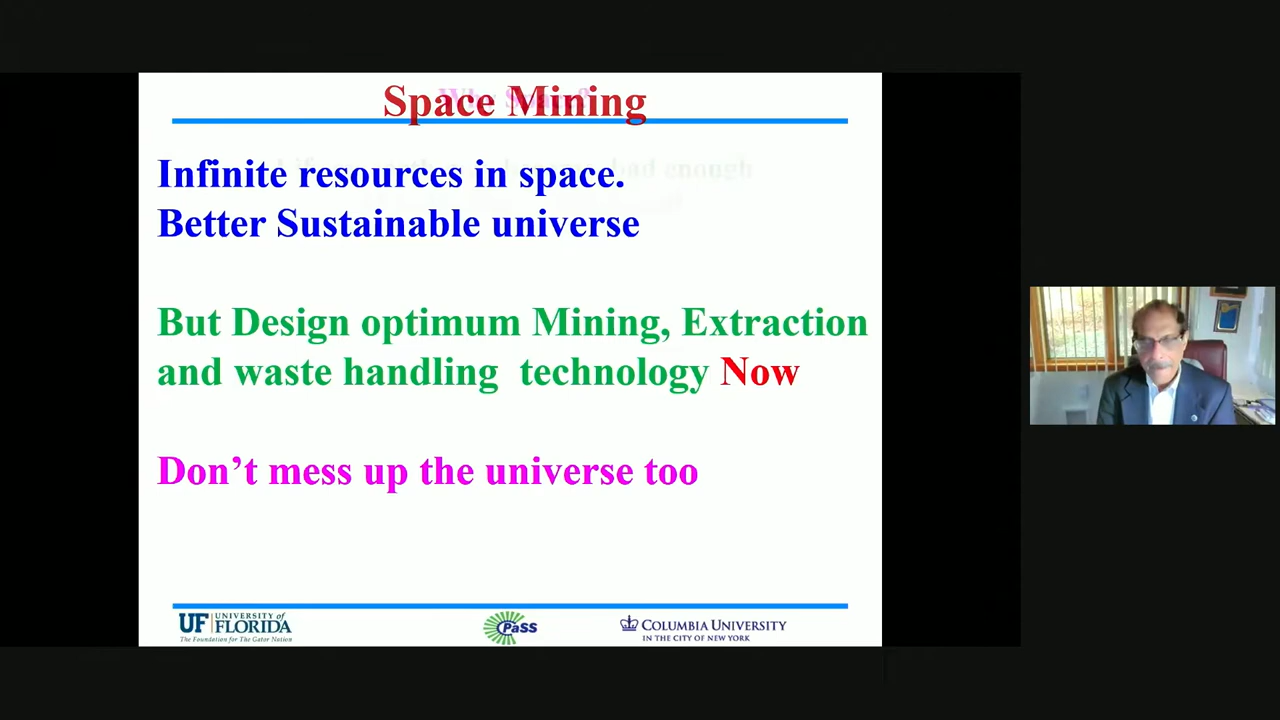 Space Mining
Infinite resources in space.
Better Sustainable universe
But Design optimum Mining, Extraction
and waste handling technology Now
Don't mess up the universe too
UF UNIVERSITY of
FLORIDA
The Foundation for The Gator Nation
CPass
COLUMBIA UNIVERSITY
IN THE CITY OF NEW YORK